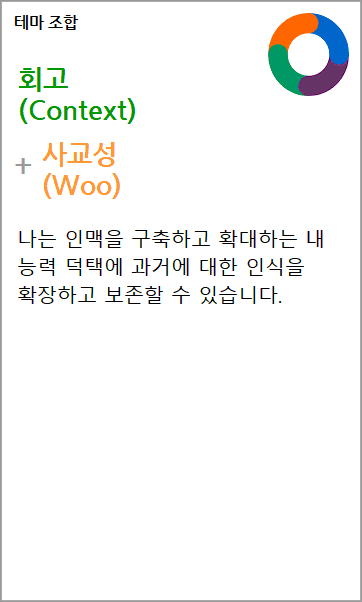 테마 조합
회고
(Context)
+ 사교성
(Woo)
나는 인맥을 구축하고 확대하는 내
능력 덕택에 과거에 대한 인식을
확장하고 보존할 수 있습니다.